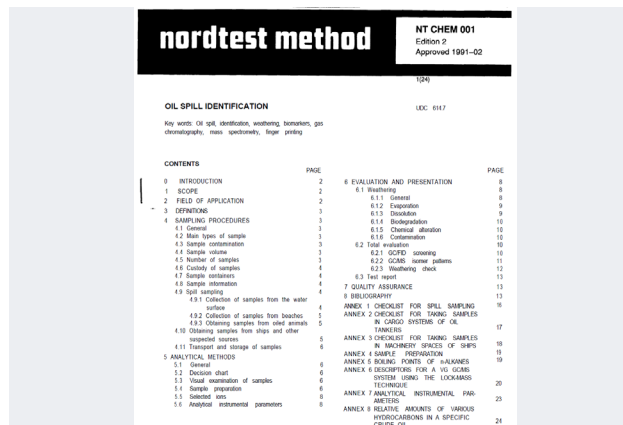 nordtest method
NT CHEM 001
Edition 2
Approved 1991–02
1(24)
OIL SPILL IDENTIFICATION
UDC 614.7
Key words: Oil spill, identification, weathering, biomarkers, gas
chromatography, mass spectrometry, finger printing
CONTENTS
PAGE
0 INTRODUCTION 2
1 SCOPE 2
2 FIELD OF APPLICATION 2
3 DEFINITIONS 3
4 SAMPLING PROCEDURES 3
4.1 General 3
4.2 Main types of sample 3
4.3 Sample contamination 3
4.4 Sample volume 3
4.5 Number of samples 3
4.6 Custody of samples 4
4.7 Sample containers 4
4.8 Sample information 4
4.9 Spill sampling 4
4.9.1 Collection of samples from the water
surface 4
4.9.2 Collection of samples from beaches 5
4.9.3 Obtaining samples from oiled animals 5
4.10 Obtaining samples from ships and other
suspected sources 5
4.11 Transport and storage of samples 6
5 ANALYTICAL METHODS
5.1 General 6
5.2 Decision chart 6
5.3 Visual examination of samples 6
5.4 Sample preparation 6
5.5 Selected ions 8
5.6 Analytical instrumental parameters 8
PAGE
6 EVALUATION AND PRESENTATION 8
6.1 Weathering 8
6.1.1 General 8
6.1.2 Evaporation 9
6.1.3 Dissolution 9
6.1.4 Biodegradation 10
6.1.5 Chemical alteration 10
6.1.6 Contamination 10
6.2 Total evaluation 10
6.2.1 GC/FID screening 10
6.2.2 GC/MS isomer patterns 11
6.2.3 Weathering check 12
6.3 Test report 13
7 QUALITY ASSURANCE 13
8 BIBLIOGRAPHY 13
ANNEX 1 CHECKLIST FOR SPILL SAMPLING 16
ANNEX 2 CHECKLIST FOR TAKING SAMPLES
IN CARGO SYSTEMS OF OIL
TANKERS 17
ANNEX 3 CHECKLIST FOR TAKING SAMPLES
IN MACHINERY SPACES OF SHIPS 18
ANNEX 4 SAMPLE PREPARATION 19
ANNEX 5 BOILING POINTS OF n-ALKANES 19
ANNEX 6 DESCRIPTORS FOR A VG GC/MS
SYSTEM USING THE LOCK-MASS
TECHNIQUE 20
ANNEX 7 ANALYTICAL INSTRUMENTAL PAR-
AMETERS 23
ANNEX 8 RELATIVE AMOUNTS OF VARIOUS
HYDROCARBONS IN A SPECIFIC
CRUDE OIL 24